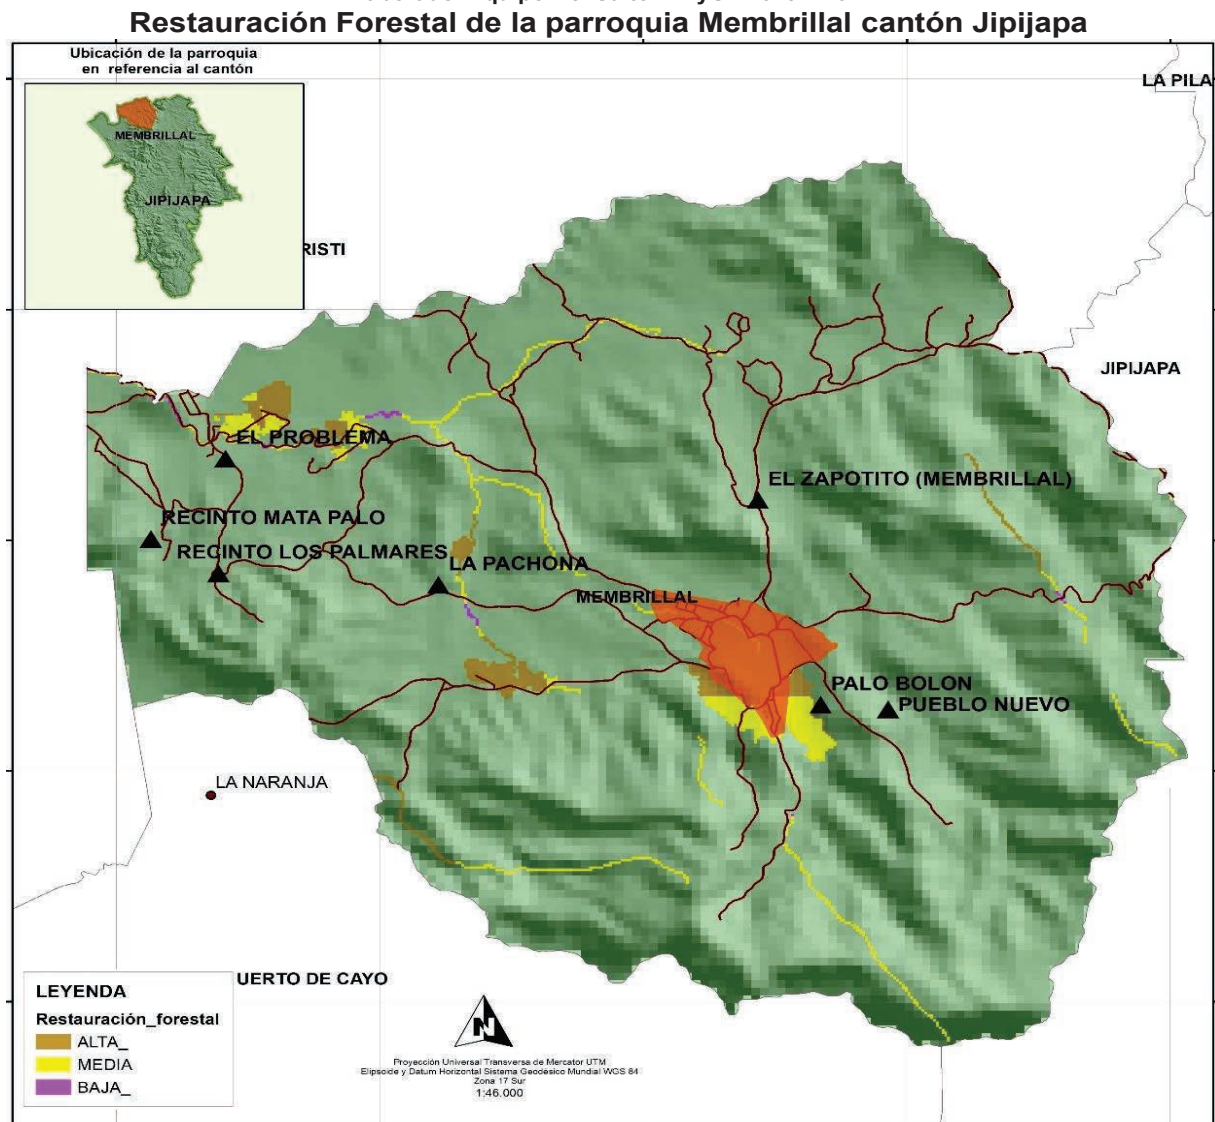 Restauración Forestal de la parroquia Membrillal cantón Jipijapa
Ubicación de la parroquia
en referencia al cantón
MEMBRILLAL
JIPIJAPA
LA PILA
RISTI
JIPIJAPA
EL PROBLEMA
EL ZAPOTITO (MEMBRILLAL)
RECINTO MATA PALO
RECINTO LOS PALMARES
LA PACHONA
MEMBRILLAL
PALO BOLON
PUEBLO NUEVO
LA NARANJA
UERTO DE CAYO
LEYENDA
Restauración_forestal
ALTA_
MEDIA
BAJA_
N
Proyección Universal Transversa de Mercator UTM
Elipsoide y Datum Horizontal Sistema Geodésico Mundial WGS 84
Zona 17 Sur
1:46.000